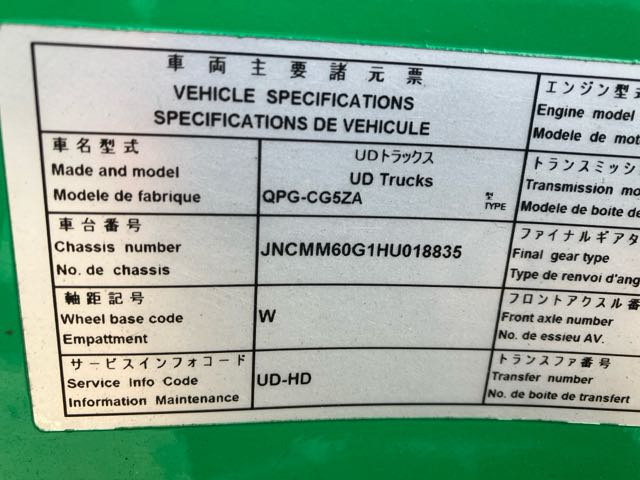 車両主要諸元票
VEHICLE SPECIFICATIONS
SPECIFICATIONS DE VEHICULE
車名型式
Made and model
Modele de fabrique
UDトラックス
UD Trucks
QPG-CG5ZA
型
TYPE
車台番号
Chassis number
No. de chassis
JNCMM60G1HU018835
軸距記号
Wheel base code
Empattment
W
サービスインフォコード
Service Info Code
Information Maintenance
UD-HD
エンジン型式
Engine model
Modele de mot
トランスミッシ
Transmission mo
Modele de boite de
ファイナルギアタ
Final gear type
Type de renvoi d'ang
フロントアクスル番
Front axle number
No. de essieu AV.
トランスファ番号
Transfer number
No. de boite de transfert